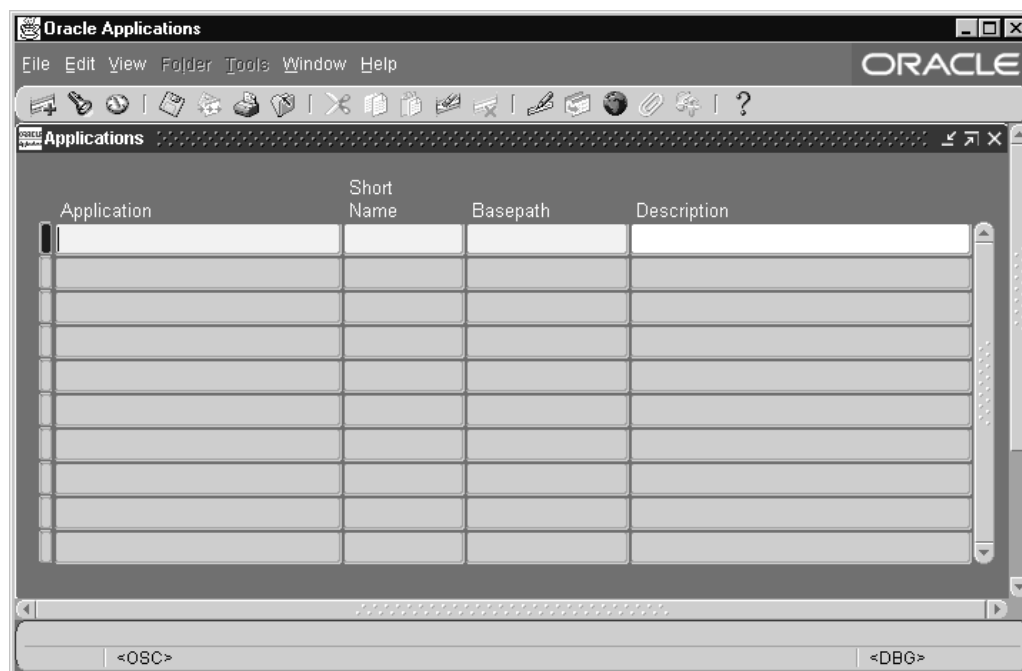 Oracle Applications
File Edit View Folder Tools Window Help
ORACLE
Applications
Short
Application Name Basepath Description
<OSC> <DBG>